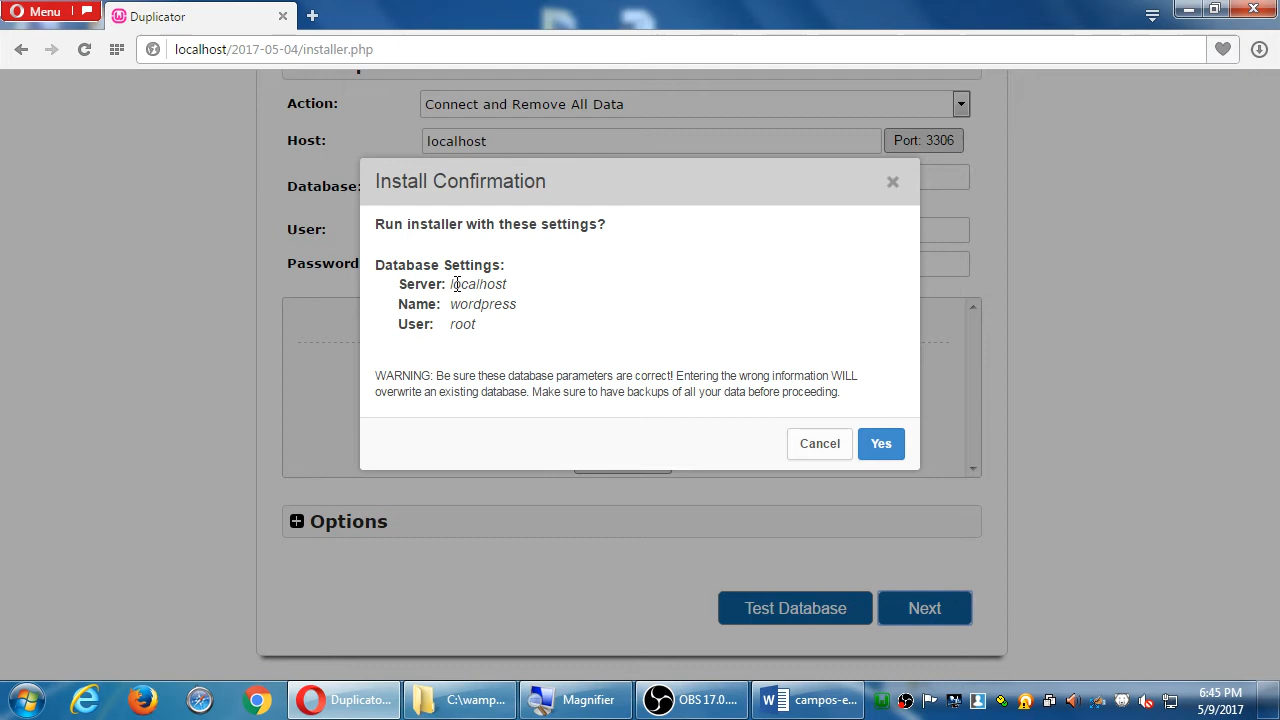 Menu
Duplicator
localhost/2017-05-04/installer.php
Action:
Connect and Remove All Data
Host:
localhost
Port: 3306
Install Confirmation
Database:
Run installer with these settings?
User:
Password
Database Settings:
Server: localhost
Name: wordpress
User: root
WARNING: Be sure these database parameters are correct! Entering the wrong information WILL
overwrite an existing database. Make sure to have backups of all your data before proceeding.
Cancel
Yes
Options
Test Database
Next
Duplicato...
C:\wamp...
Magnifier
OBS 17.0....
campos-e...
6:45 PM
5/9/2017